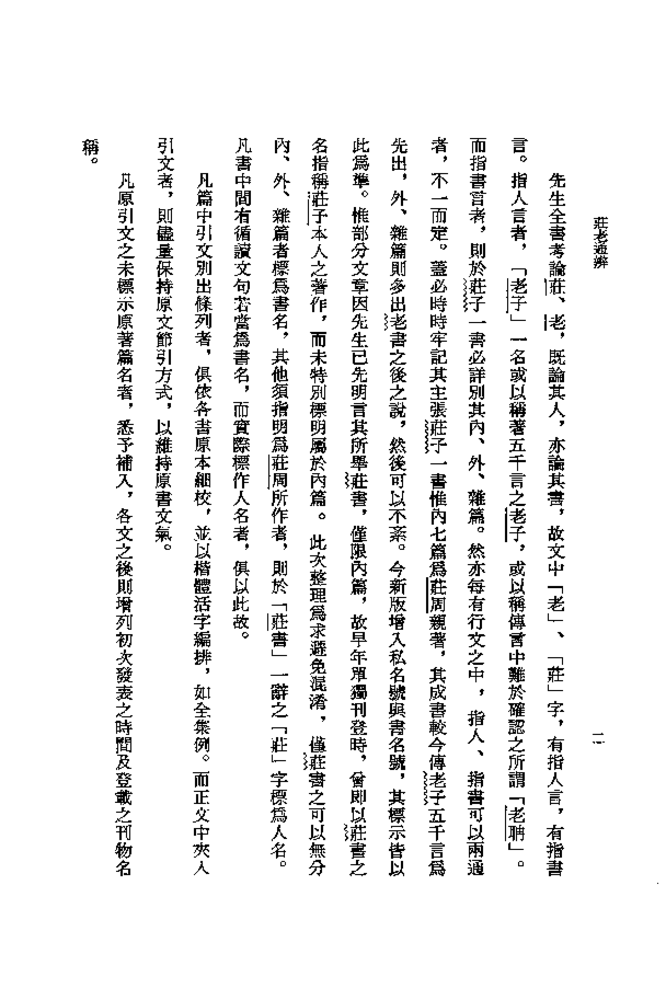 莊老通辨
二
先生全書考論莊、老，既論其人，亦論其書，故文中「老」、「莊」字，有指人言，有指書
言。指人言者，「老子」一名或以稱著五千言之老子，或以稱傳言中難於確認之所謂「老聃」。
而指書言者，則於莊子一書必詳別其內、外、雜篇。然亦每有行文之中，指人、指書可以兩通
者，不一而定。蓋必時時牢記其主張莊子一書惟內七篇為莊周親著，其成書較今傳老子五千言為
先出，外、雜篇則多出老書之後之說，然後可以不紊。今新版增入私名號與書名號，其標示皆以
此為準。惟部分文章因先生已先明言其所舉莊書，僅限內篇，故早年單獨刊登時，曾即以莊書之
名指稱莊子本人之著作，而未特別標明屬於內篇。此次整理為求避免混淆，僅莊書之可以無分
內、外、雜篇者標為書名，其他須指明為莊周所作者，則於「莊書」一辭之「莊」字標為人名。
凡書中間有循讀文句若當為書名，而實際標作人名者，俱以此故。
凡篇中引文別出條列者，俱依各書原本細校，並以楷體活字編排，如全集例。而正文中夾入
引文者，則儘量保持原文節引方式，以維持原書文氣。
凡原引文之未標示原著篇名者，悉予補入，各文之後則增列初次發表之時間及登載之刊物名
稱。